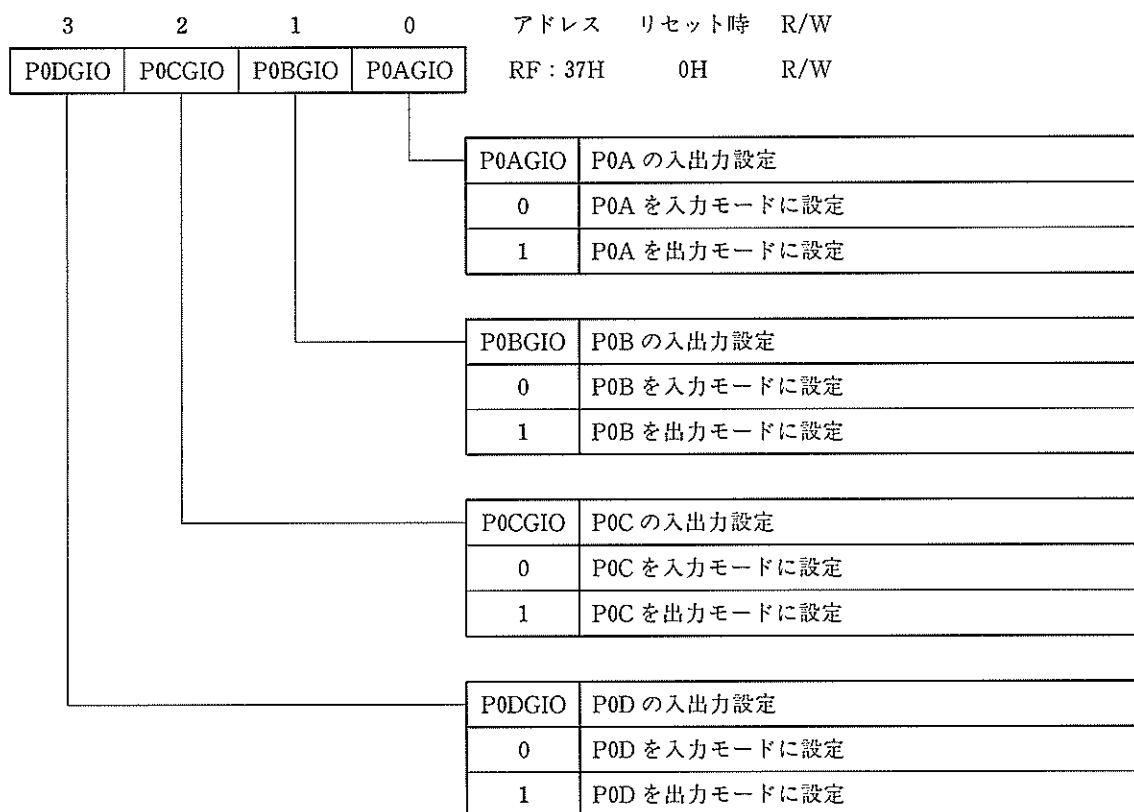 3 2 1 0 アドレス リセット時 R/W
P0DGIO P0CGIO P0BGIO P0AGIO RF : 37H 0H R/W
P0AGIO P0A の入出力設定
0 P0A を入力モードに設定
1 P0A を出力モードに設定
P0BGIO P0B の入出力設定
0 P0B を入力モードに設定
1 P0B を出力モードに設定
P0CGIO P0C の入出力設定
0 P0C を入力モードに設定
1 P0C を出力モードに設定
P0DGIO P0D の入出力設定
0 P0D を入力モードに設定
1 P0D を出力モードに設定